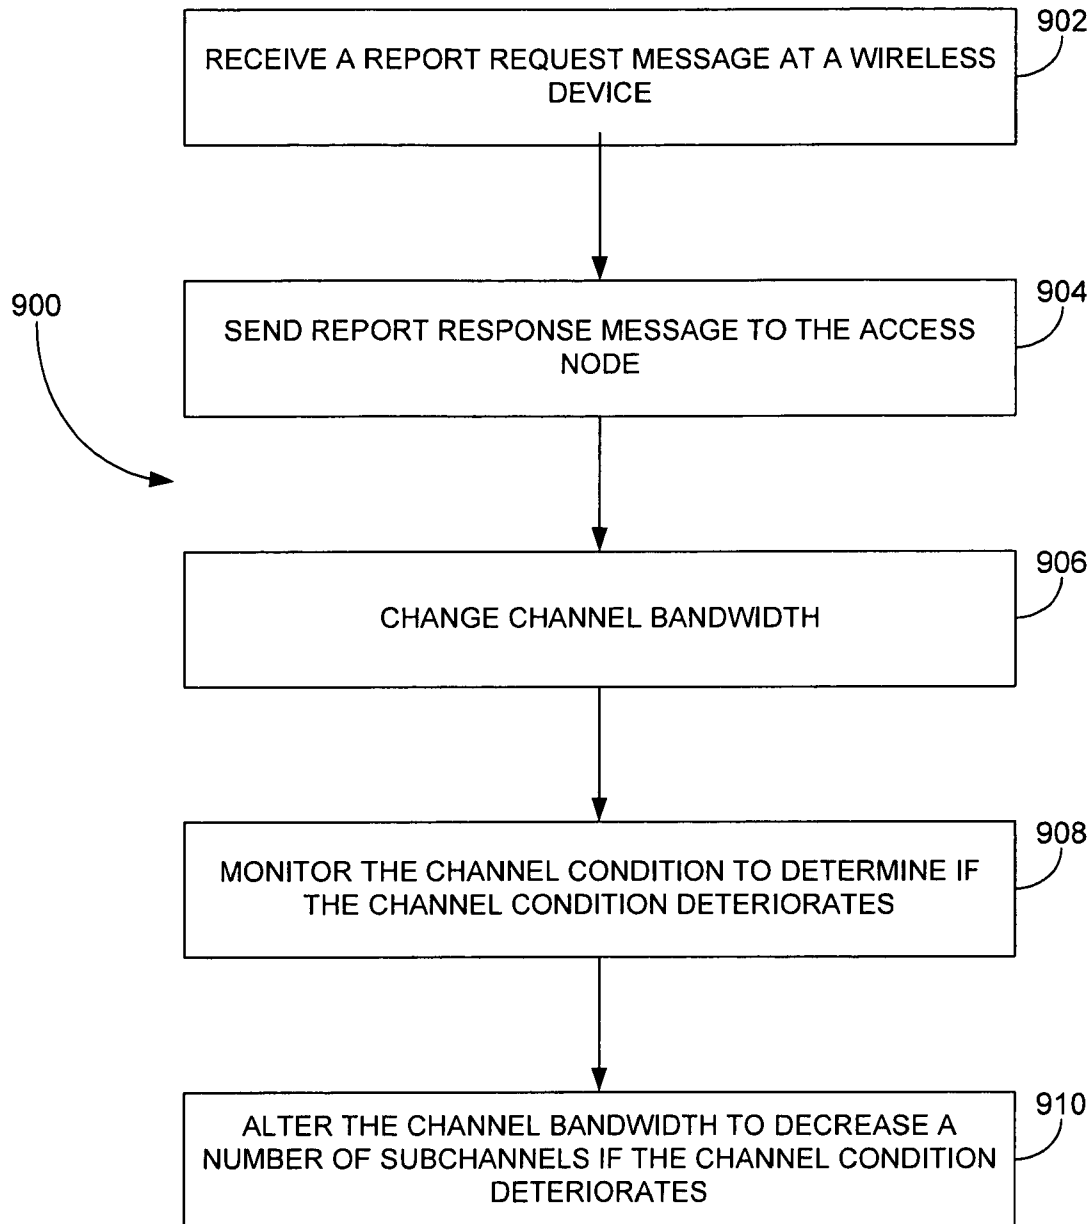 RECEIVE A REPORT REQUEST MESSAGE AT A WIRELESS
DEVICE
902
SEND REPORT RESPONSE MESSAGE TO THE ACCESS
NODE
904
900
CHANGE CHANNEL BANDWIDTH
906
MONITOR THE CHANNEL CONDITION TO DETERMINE IF
THE CHANNEL CONDITION DETERIORATES
908
ALTER THE CHANNEL BANDWIDTH TO DECREASE A
NUMBER OF SUBCHANNELS IF THE CHANNEL CONDITION
DETERIORATES
910